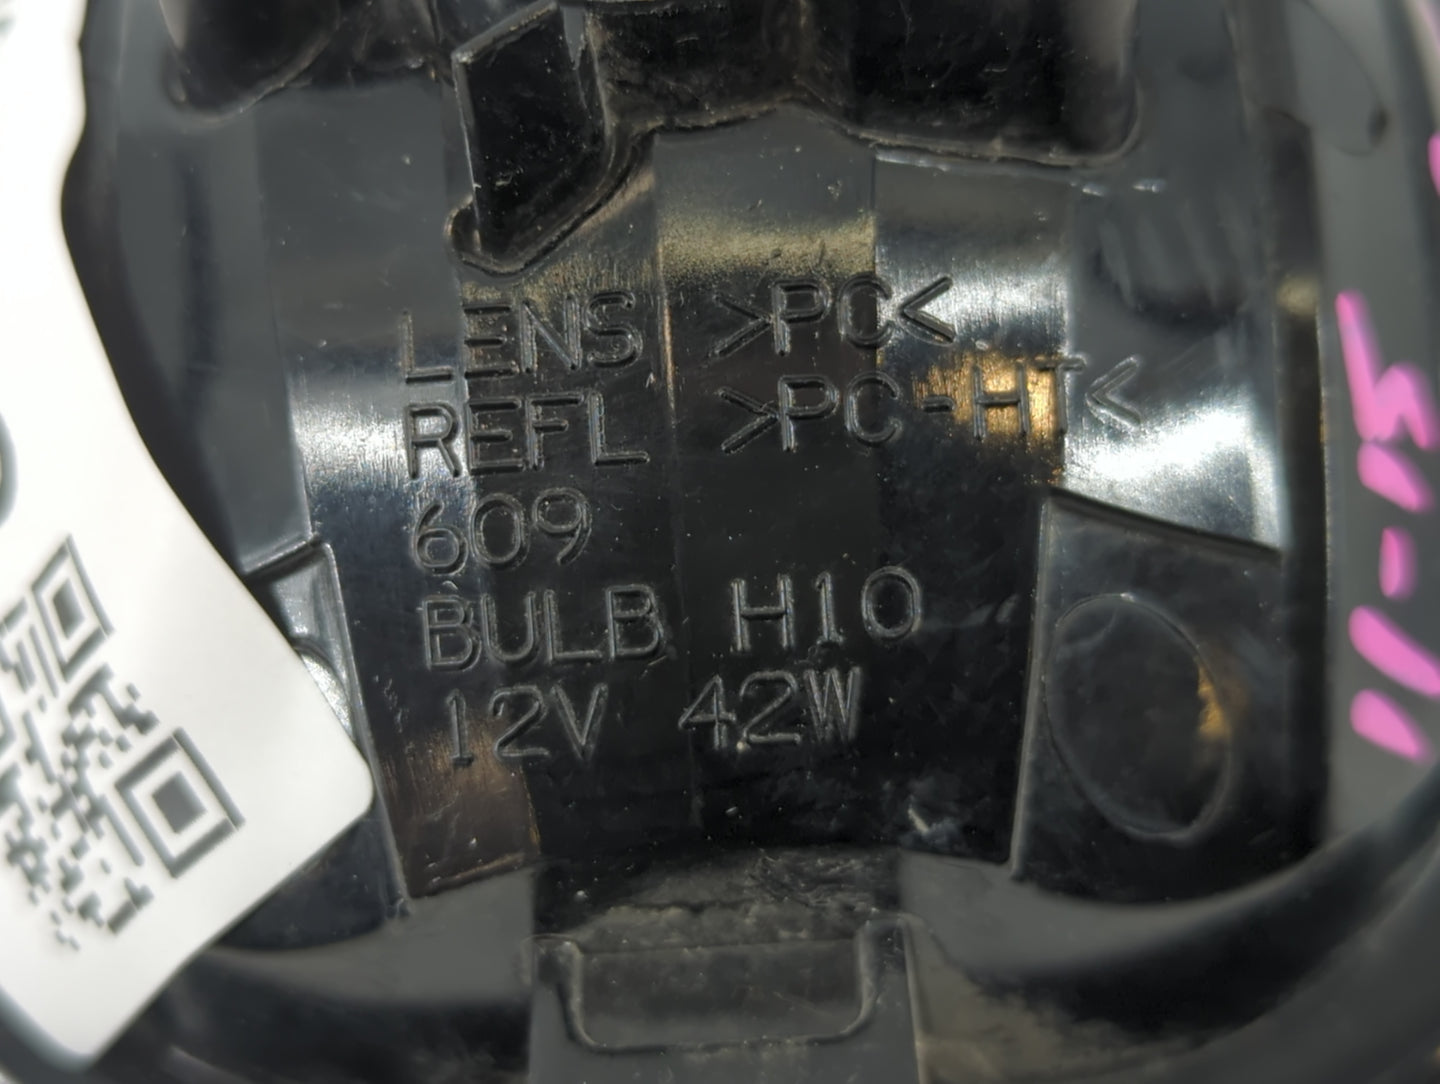 LENS >PC<
REFL >PC-HT<
609
BULB H10
12V 42W